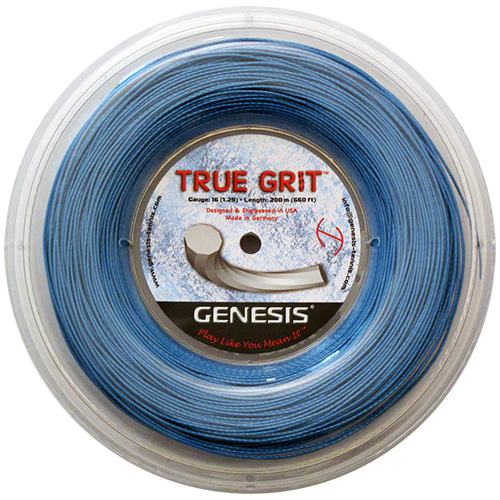 TRUE GRIT™
Gauge: 16 (1.29) • Length: 200 m (660 ft)
Designed & Engineered in USA
Made in Germany
www.genesis-tennis.com
info@genesis-tennis.com
GENESIS®
Play Like You Mean It™